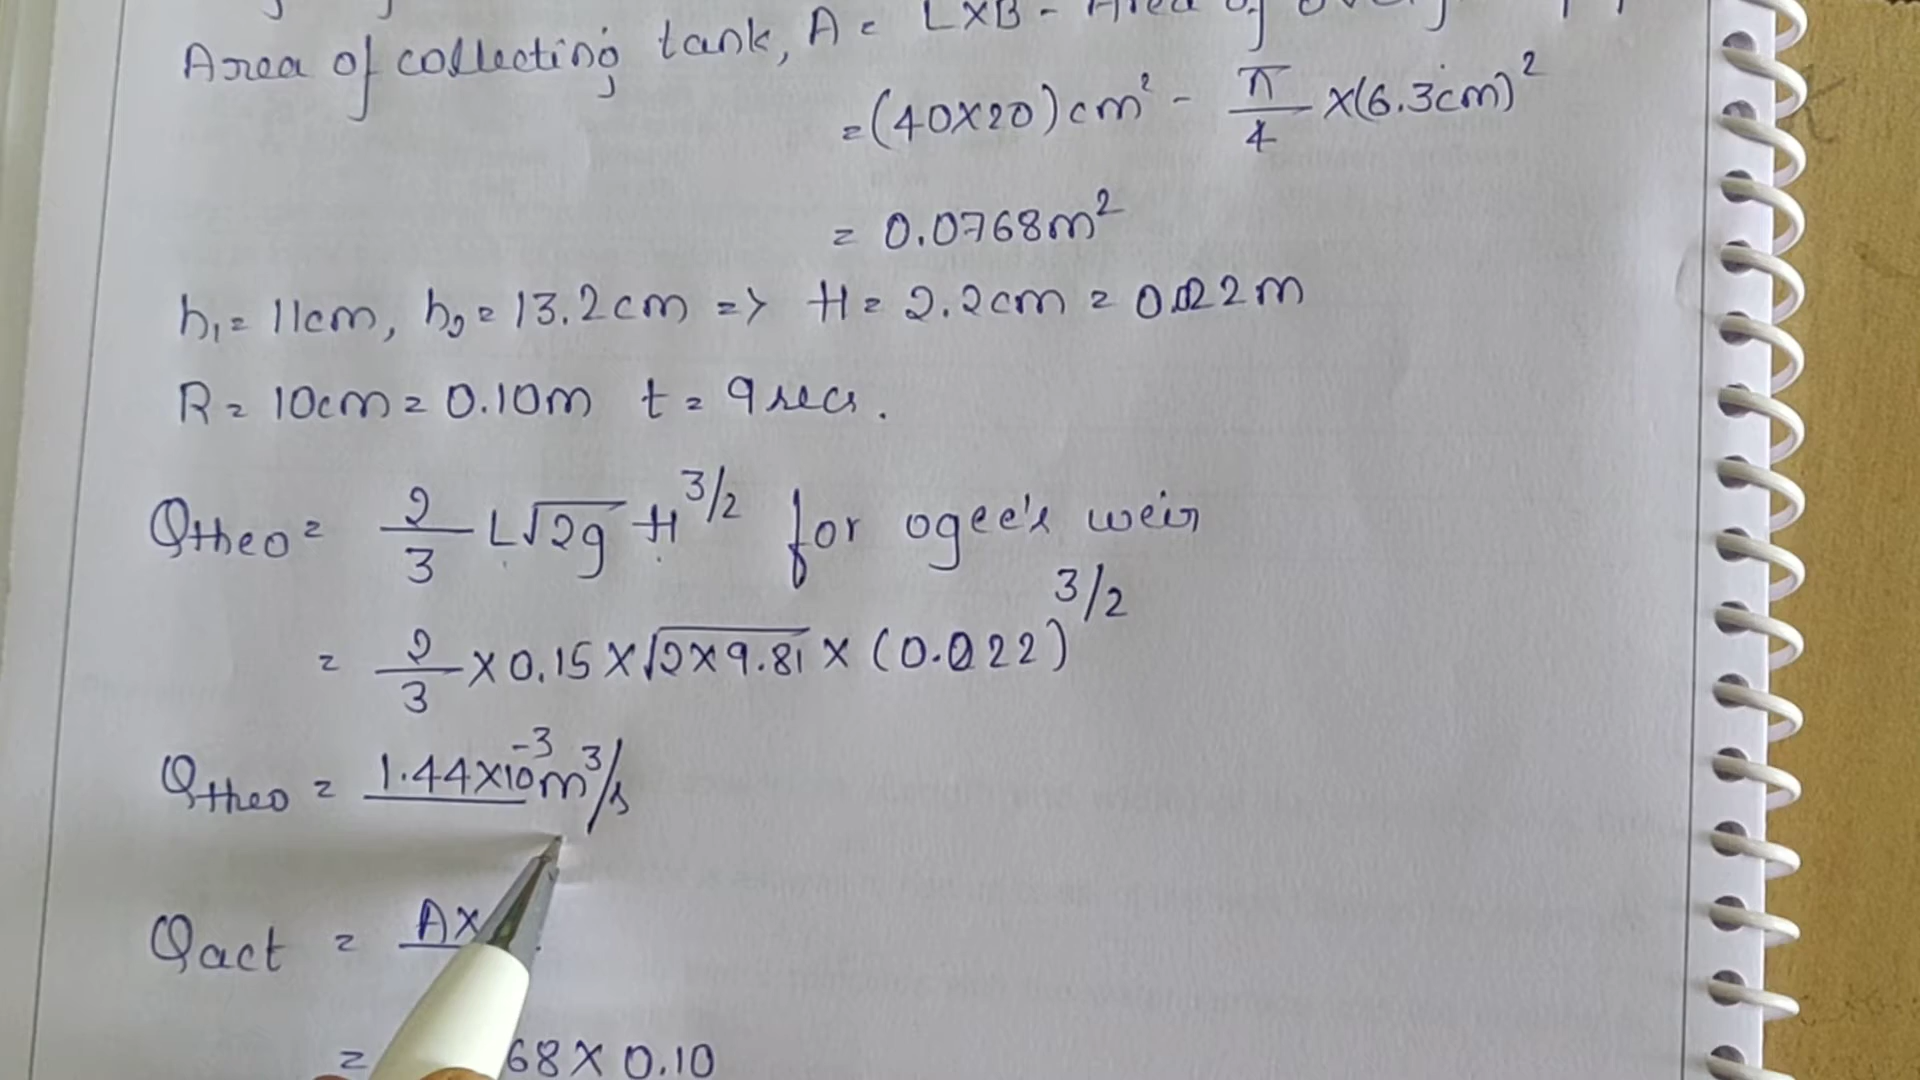 Area of collecting tank, A = L×B - Area of
= (40×20) cm² - π/4 ×(6.3cm)²
= 0.0768m²
h₁ = 11cm, h₂ = 13.2cm => H = 2.2cm = 0.022m
R = 10cm = 0.10m t = 9 secs.
Qtheo = 2/3 L√2g H^3/2 for ogee's weir
= 2/3 × 0.15 × √2×9.81 × (0.022)^3/2
Qtheo = 1.44×10⁻³m³/s
Qact = A×
= 68 × 0.10